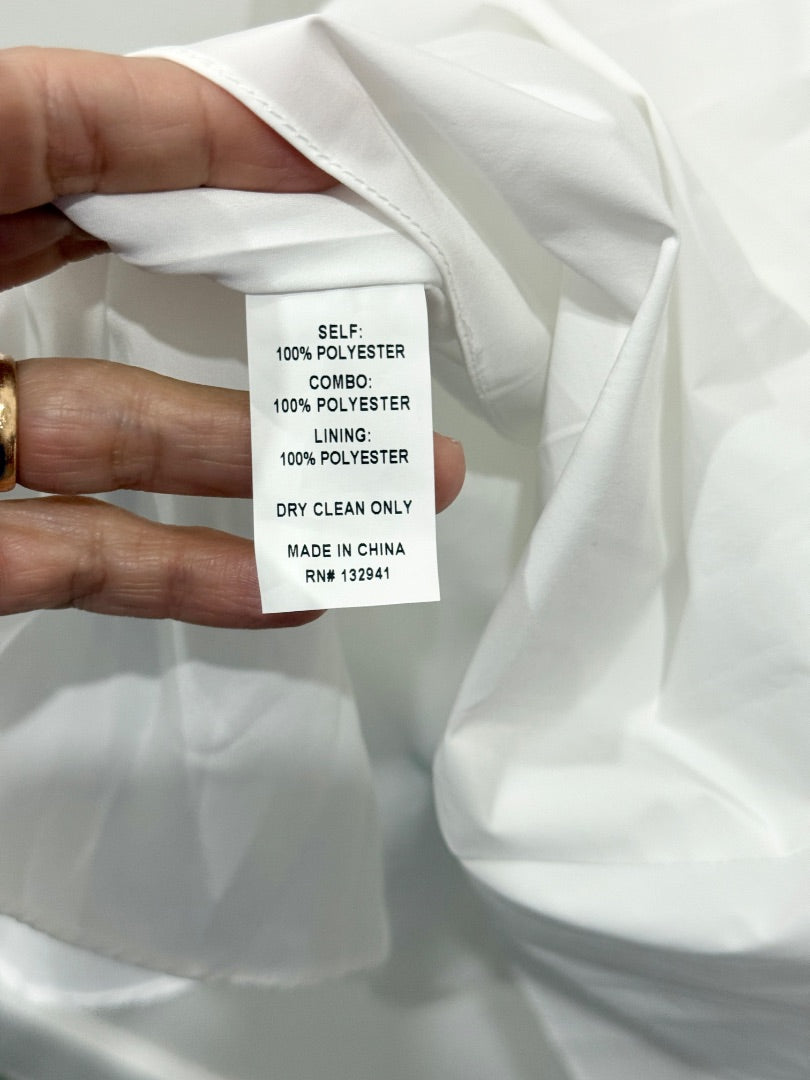 SELF:
100% POLYESTER
COMBO:
100% POLYESTER
LINING:
100% POLYESTER
DRY CLEAN ONLY
MADE IN CHINA
RN# 132941